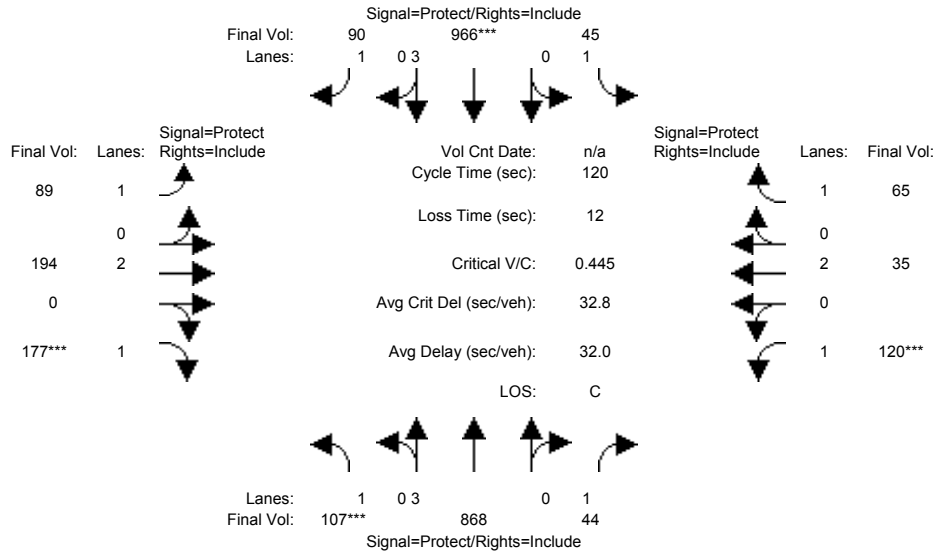 Signal=Protect/Rights=Include
Final Vol: 90 966*** 45
Lanes: 1 0 3 0 1
Signal=Protect Signal=Protect
Final Vol: Lanes: Rights=Include Vol Cnt Date: n/a Rights=Include Lanes: Final Vol:
Cycle Time (sec): 120
89 1 1 65
Loss Time (sec): 12
0 0
194 2 Critical V/C: 0.445 2 35
0 Avg Crit Del (sec/veh): 32.8 0
177*** 1 Avg Delay (sec/veh): 32.0 1 120***
LOS: C
Lanes: 1 0 3 0 1
Final Vol: 107*** 868 44
Signal=Protect/Rights=Include